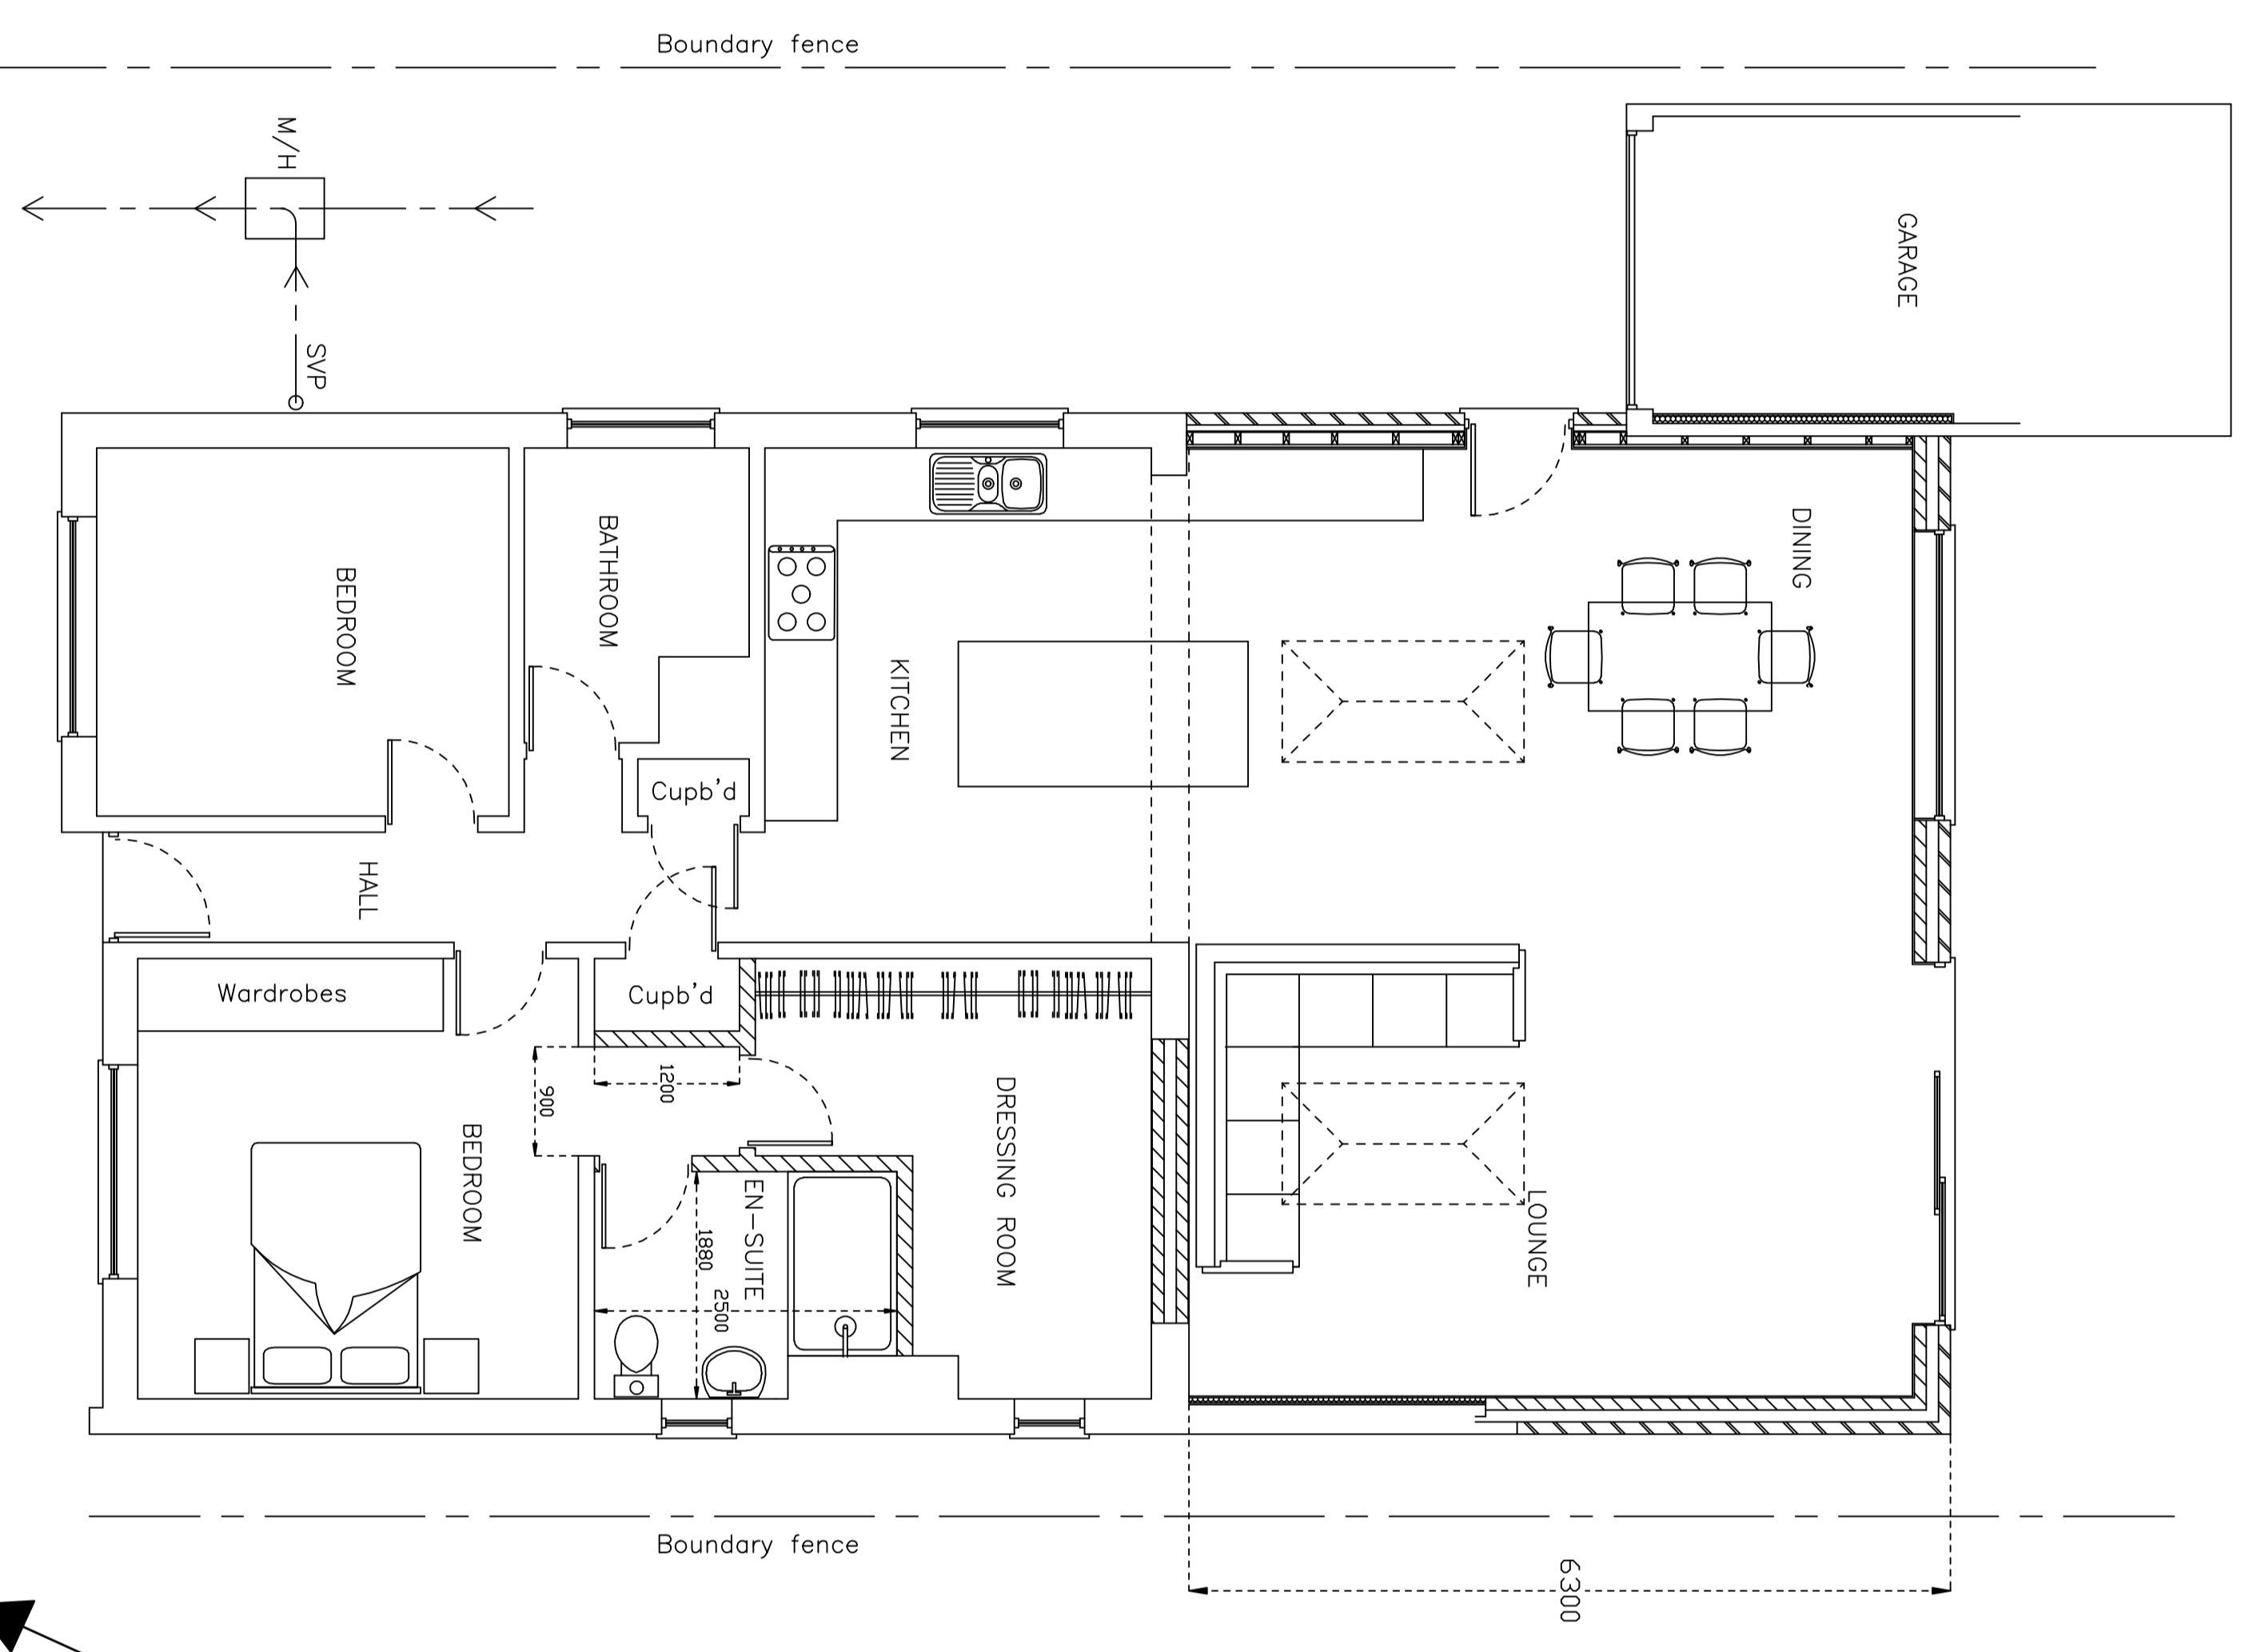 Boundary fence
M/H
SVP
GARAGE
DINING
BATHROOM
BEDROOM
KITCHEN
Cupb'd
HALL
Wardrobes
Cupb'd
1200
900
BEDROOM
DRESSING ROOM
EN-SUITE
1880
2500
LOUNGE
Boundary fence
6300